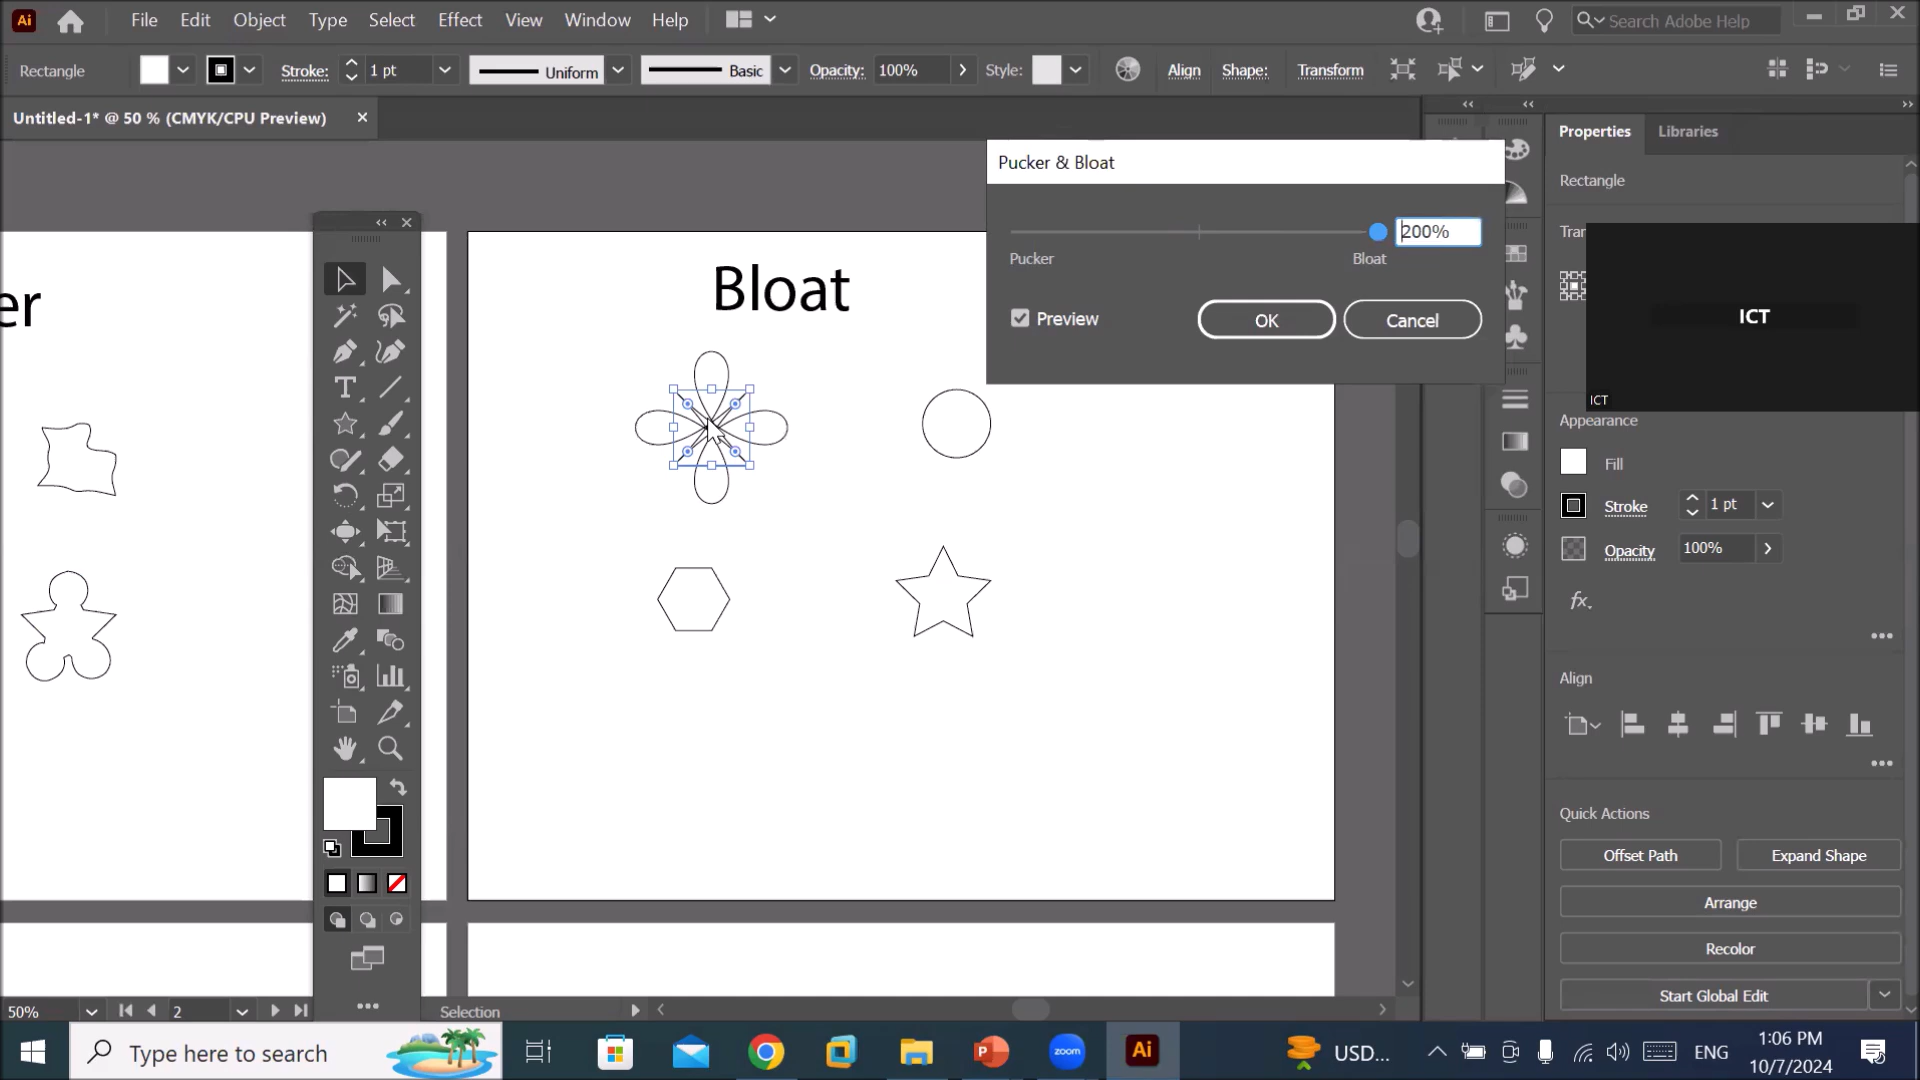 Ai File Edit Object Type Select Effect View Window Help Search Adobe Help
Rectangle Stroke: 1 pt Uniform Basic Opacity: 100% Style: Align Shape: Transform
Untitled-1* @ 50 % (CMYK/CPU Preview)
Properties Libraries
Pucker & Bloat
Rectangle
200%
Tran
Pucker Bloat
er
Bloat
Preview OK Cancel
ICT
ICT
Appearance
Fill
Stroke 1 pt
Opacity 100%
fx.
Align
Quick Actions
Offset Path Expand Shape
Arrange
Recolor
Start Global Edit
50% 2 Selection
Type here to search zoom Ai USD... ENG 1:06 PM
10/7/2024